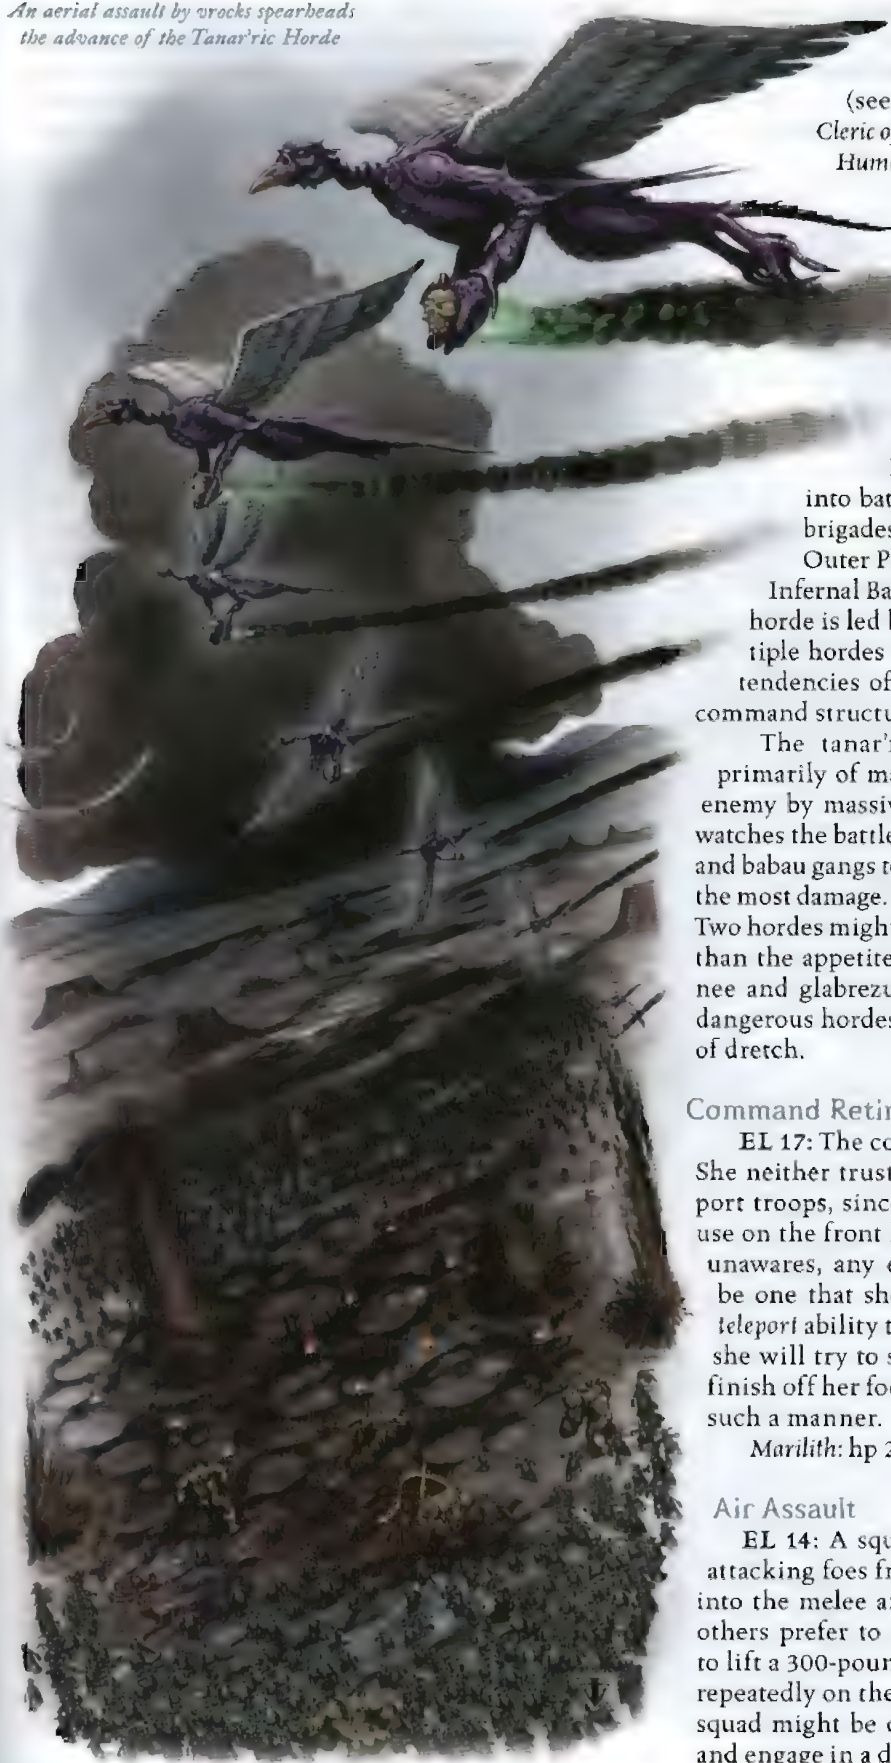 An aerial assault by vrocks spearheads
the advance of the Tanar'ric Horde
(see
Cleric o
Hum
into bat
brigades
Outer P
Infernal Ba
horde is led b
tiple hordes
tendencies of
command structu
The tanar'r
primarily of ma
enemy by massiv
watches the battle
and babau gangs t
the most damage.
Two hordes might
than the appetite
nee and glabrezu
dangerous hordes
of dretch.
Command Retin
EL 17: The co
She neither trust
port troops, since
use on the front
unawares, any e
be one that sh
teleport ability t
she will try to s
finish off her foe
such a manner.
Marilith: hp 2
Air Assault
EL 14: A squ
attacking foes fr
into the melee a
others prefer to
to lift a 300-poun
repeatedly on the
squad might be c
and engage in a d